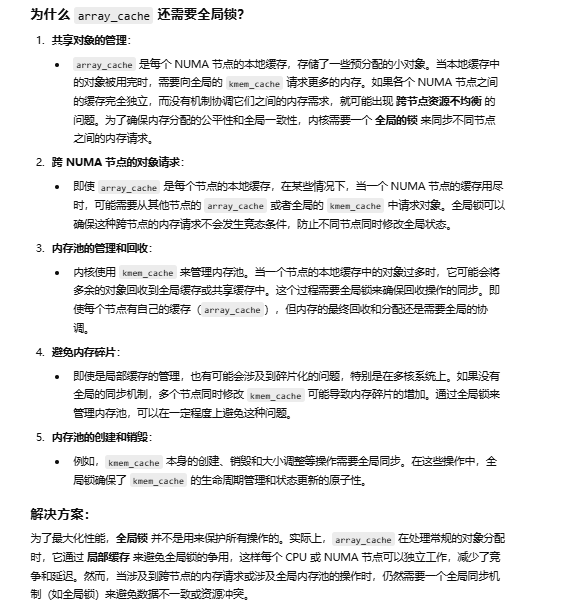 为什么 array_cache 还需要全局锁？
1. 共享对象的管理：
• array_cache 是每个 NUMA 节点的本地缓存，存储了一些预分配的小对象。当本地缓存中
的对象被用完时，需要向全局的 kmem_cache 请求更多的内存。如果各个 NUMA 节点之间
的缓存完全独立，而没有机制协调它们之间的内存需求，就可能出现 跨节点资源不均衡 的
问题。为了确保内存分配的公平性和全局一致性，内核需要一个 全局的锁 来同步不同节点
之间的内存请求。
2. 跨 NUMA 节点的对象请求：
• 即使 array_cache 是每个节点的本地缓存，在某些情况下，当一个 NUMA 节点的缓存用尽
时，可能需要从其他节点的 array_cache 或者全局的 kmem_cache 中请求对象。全局锁可以
确保这种跨节点的内存请求不会发生竞态条件，防止不同节点同时修改全局状态。
3. 内存池的管理和回收：
• 内核使用 kmem_cache 来管理内存池。当一个节点的本地缓存中的对象过多时，它可能会将
多余的对象回收到全局缓存或共享缓存中。这个过程需要全局锁来确保回收操作的同步。即
使每个节点有自己的缓存（array_cache），但内存的最终回收和分配还是需要全局的协
调。
4. 避免内存碎片：
• 即使是局部缓存的管理，也有可能会涉及到碎片化的问题，特别是在多核系统上。如果没有
全局的同步机制，多个节点同时修改 kmem_cache 可能导致内存碎片的增加。通过全局锁来
管理内存池，可以在一定程度上避免这种问题。
5. 内存池的创建和销毁：
• 例如，kmem_cache 本身的创建、销毁和大小调整等操作需要全局同步。在这些操作中，全
局锁确保了 kmem_cache 的生命周期管理和状态更新的原子性。
解决方案：
为了最大化性能，全局锁 并不是用来保护所有操作的。实际上，array_cache 在处理常规的对象分配
时，它通过 局部缓存 来避免全局锁的争用，这样每个 CPU 或 NUMA 节点可以独立工作，减少了竞
争和延迟。然而，当涉及到跨节点的内存请求或涉及全局内存池的操作时，仍然需要一个全局同步机
制（如全局锁）来避免数据不一致或资源冲突。